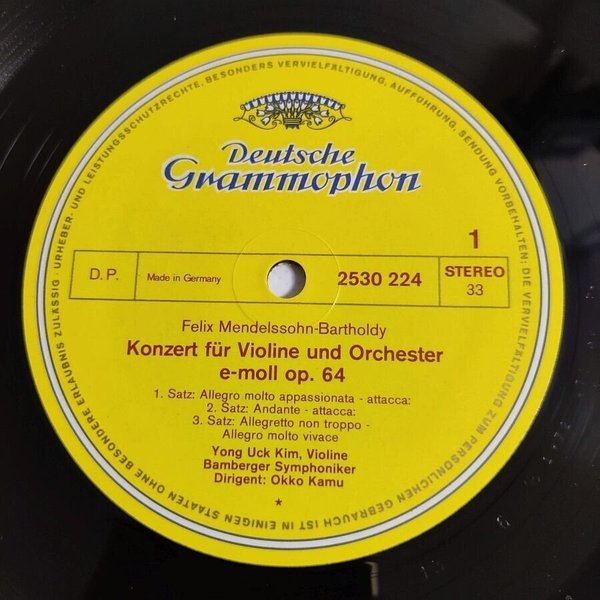 Deutsche
Grammophon
1
D. P.
Made in Germany
2530 224
STEREO
33
Felix Mendelssohn-Bartholdy
Konzert für Violine und Orchester
e-moll op. 64
1. Satz: Allegro molto appassionata - attacca:
2. Satz: Andante - attacca:
3. Satz: Allegretto non troppo -
Allegro molto vivace
Yong Uck Kim, Violine
Bamberger Symphoniker
Dirigent: Okko Kamu
*
URHEBER- UND LEISTUNGSSCHUTZRECHTE, BESONDERS VERVIELFÄLTIGUNG, AUFFÜHRUNG, SENDUNG VORBEHALTEN: DIE VERVIELFÄLTIGUNG ZUM PERSÖNLICHEN GEBRAUCH IST IN EINIGEN STAATEN OHNE BESONDERE ERLAUBNIS ZULÄSSIG -